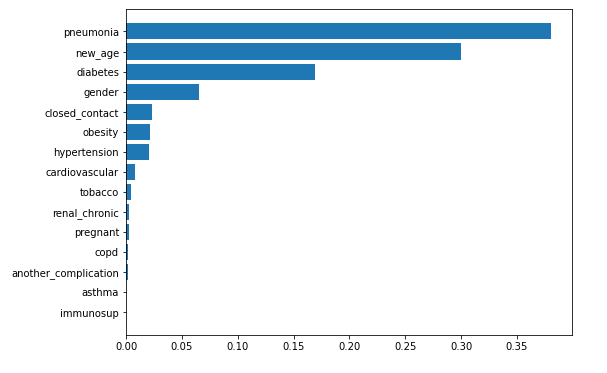 pneumonia
new_age
diabetes
gender
closed_contact
obesity
hypertension
cardiovascular
tobacco
renal_chronic
pregnant
copd
another_complication
asthma
immunosup
0.00 0.05 0.10 0.15 0.20 0.25 0.30 0.35